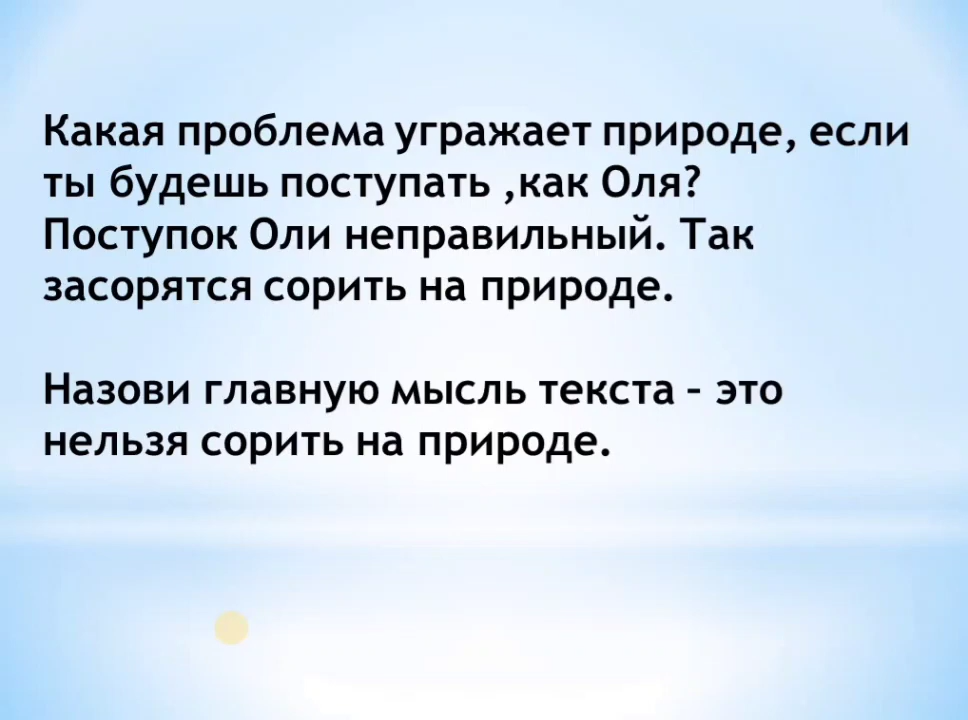 Какая проблема угражает природе, если
ты будешь поступать ,как Оля?
Поступок Оли неправильный. Так
засорятся сорить на природе.
Назови главную мысль текста – это
нельзя сорить на природе.